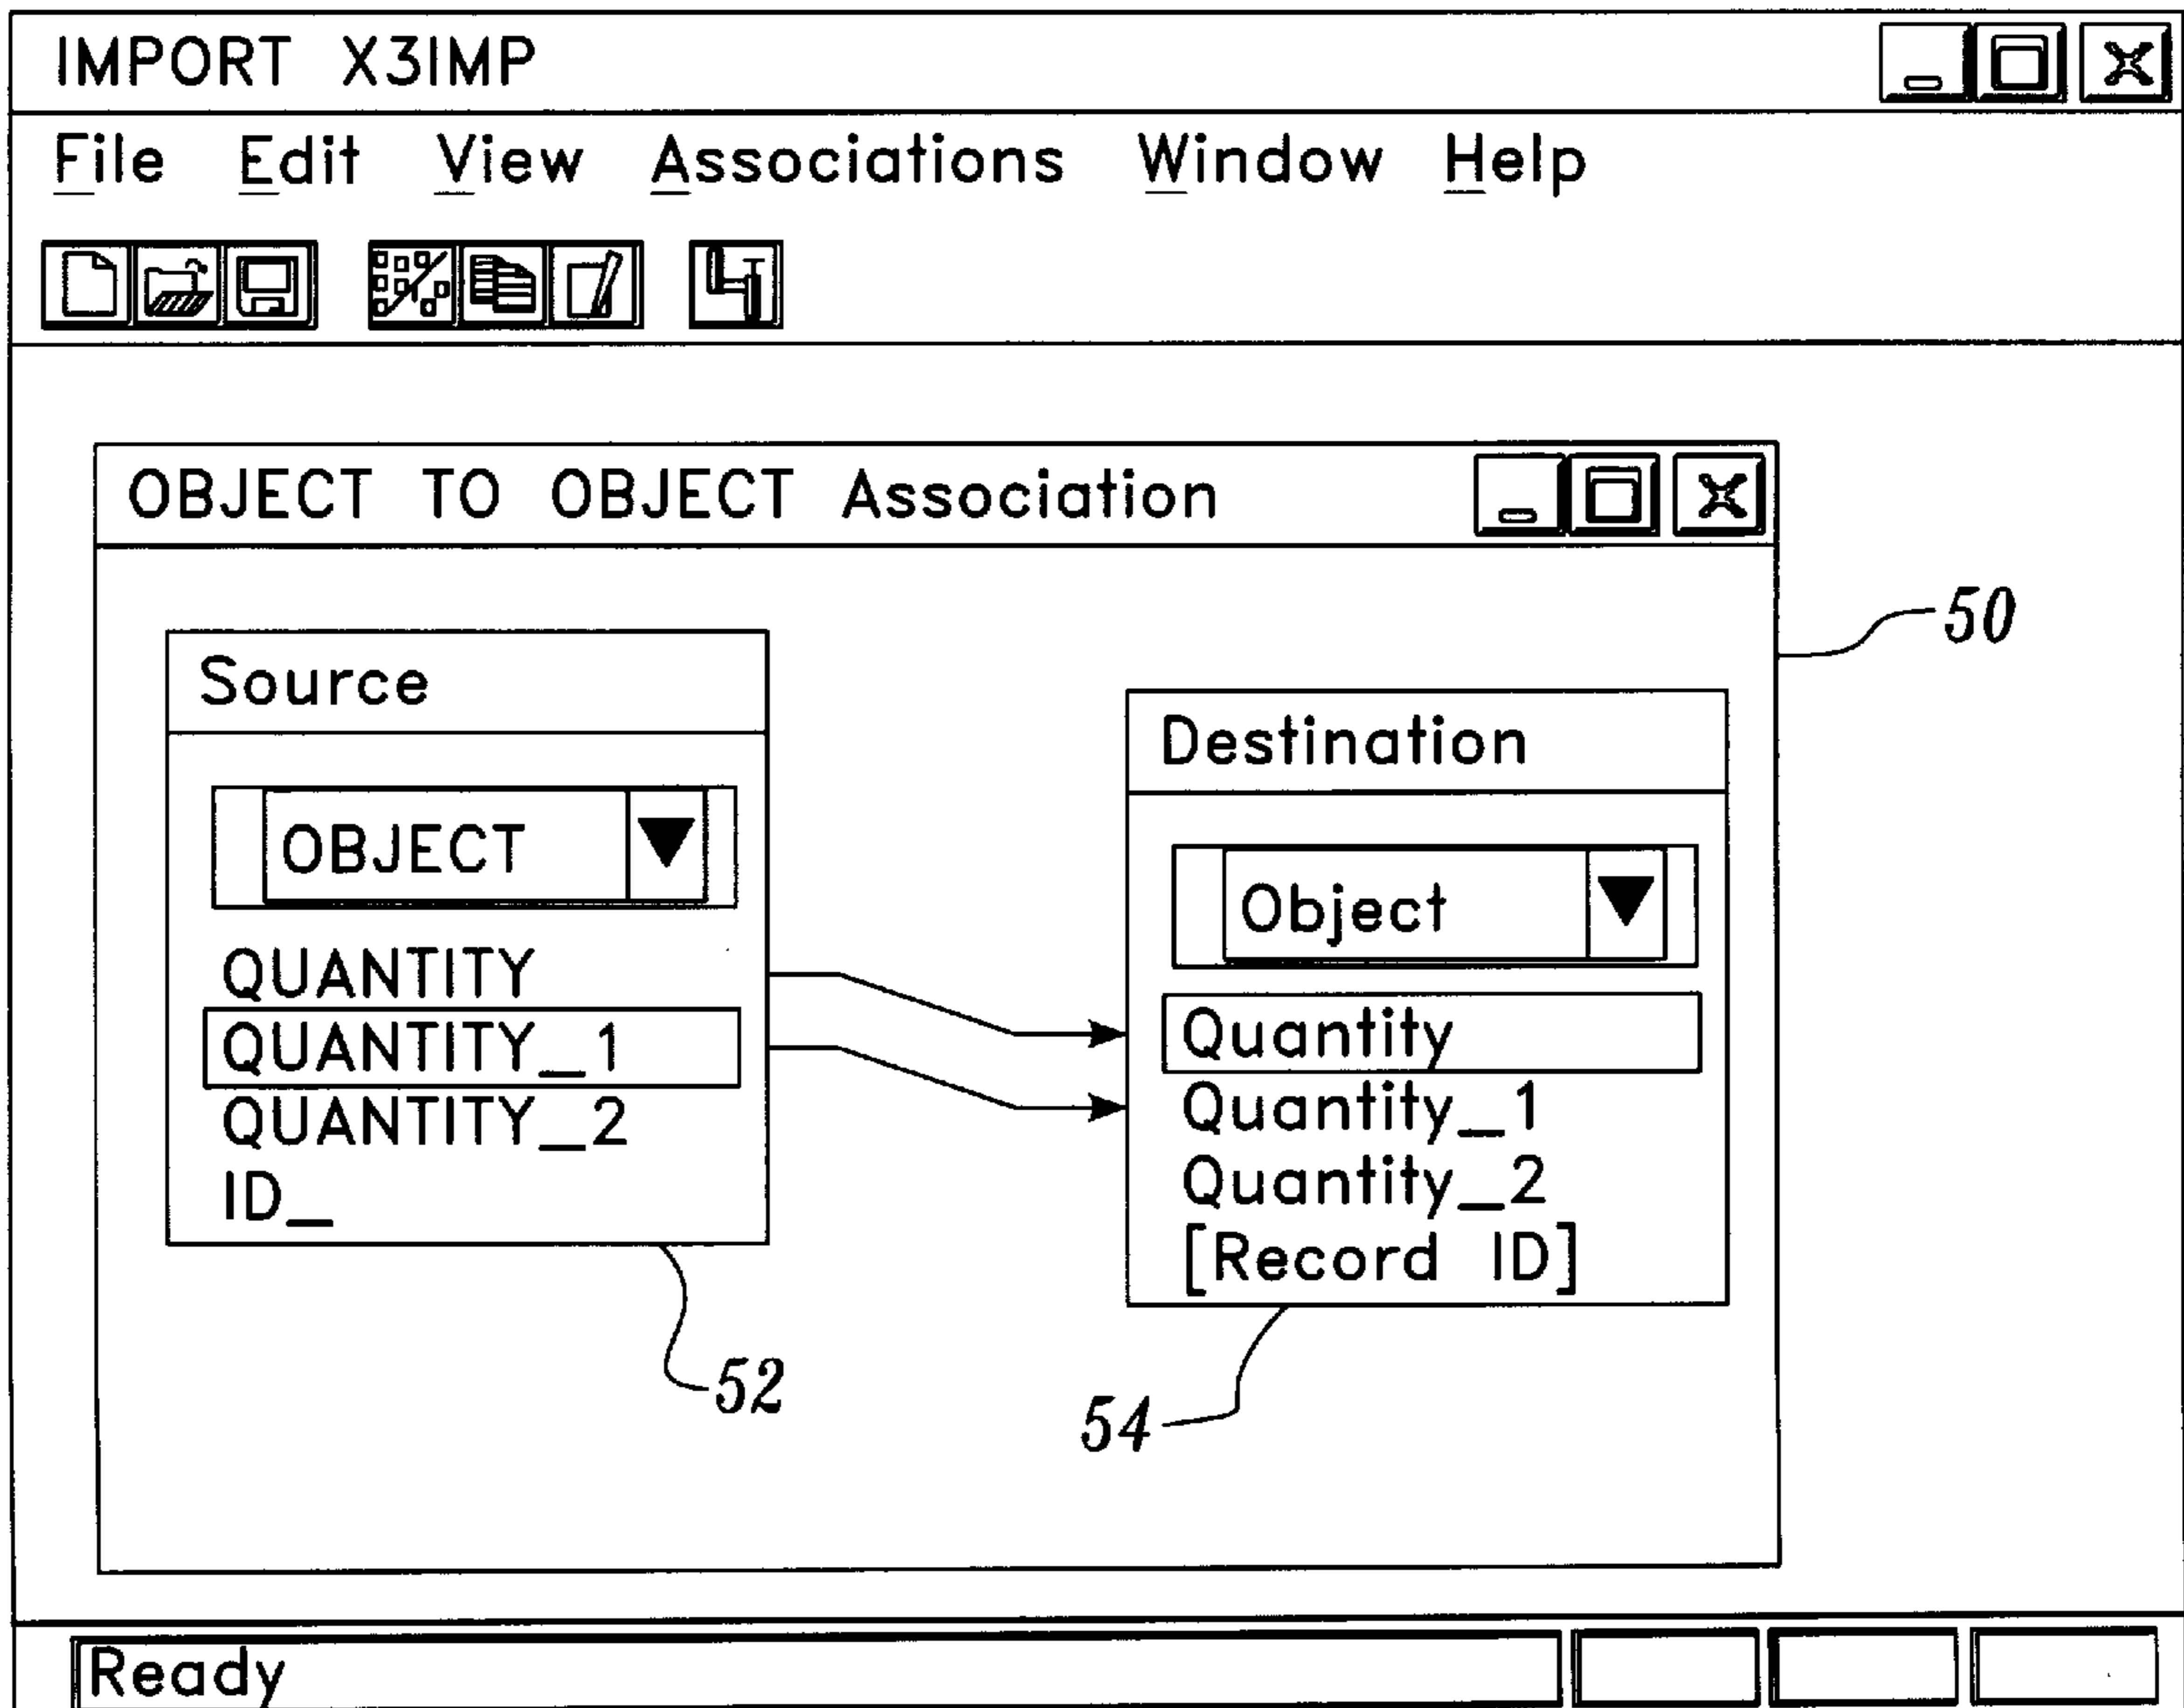 IMPORT X3IMP
File Edit View Associations Window Help
OBJECT TO OBJECT Association
50
Source
OBJECT
QUANTITY
QUANTITY_1
QUANTITY_2
ID_
52
Destination
Object
Quantity
Quantity_1
Quantity_2
[Record ID]
54
Ready